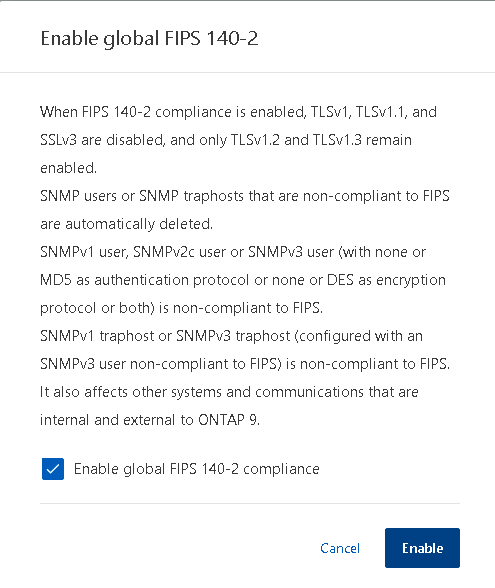 Enable global FIPS 140-2
When FIPS 140-2 compliance is enabled, TLSv1, TLSv1.1, and
SSLv3 are disabled, and only TLSv1.2 and TLSv1.3 remain
enabled.
SNMP users or SNMP traphosts that are non-compliant to FIPS
are automatically deleted.
SNMPv1 user, SNMPv2c user or SNMPv3 user (with none or
MD5 as authentication protocol or none or DES as encryption
protocol or both) is non-compliant to FIPS.
SNMPv1 traphost or SNMPv3 traphost (configured with an
SNMPv3 user non-compliant to FIPS) is non-compliant to FIPS.
It also affects other systems and communications that are
internal and external to ONTAP 9.
Enable global FIPS 140-2 compliance
Cancel Enable